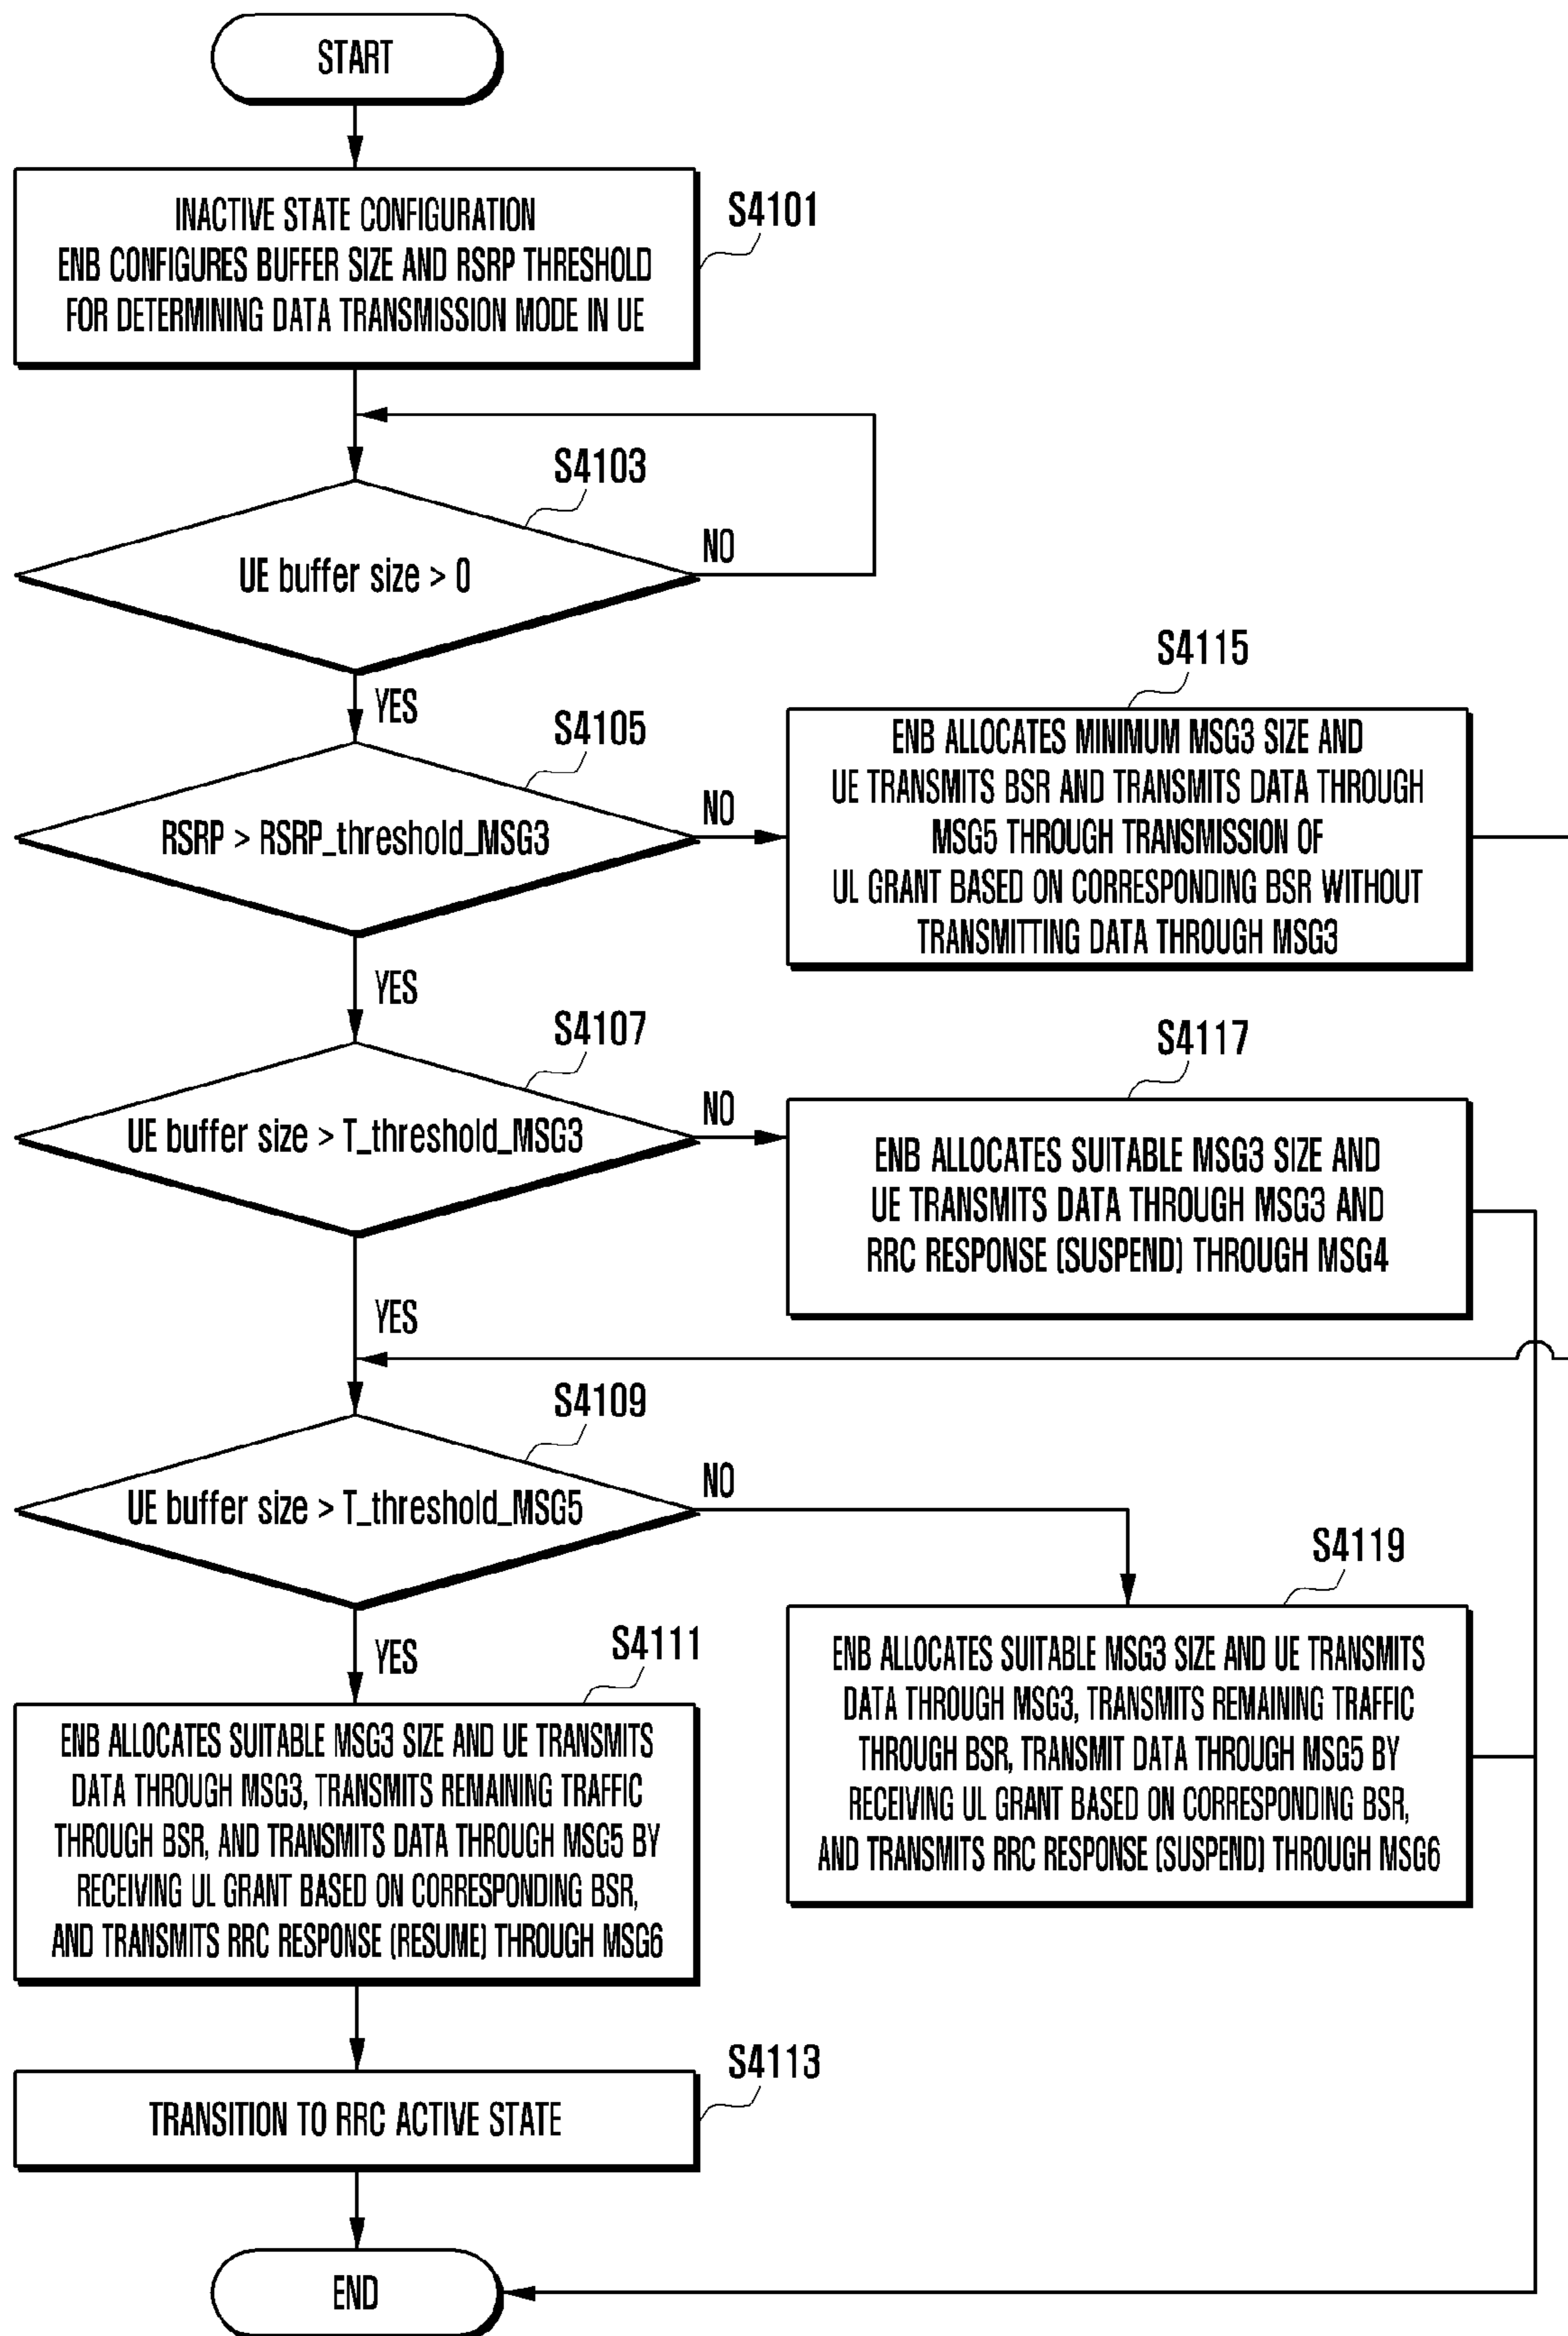 START
INACTIVE STATE CONFIGURATION
ENB CONFIGURES BUFFER SIZE AND RSRP THRESHOLD
FOR DETERMINING DATA TRANSMISSION MODE IN UE
S4101
S4103
UE buffer size > 0
NO
YES
S4105
RSRP > RSRP_threshold_MSG3
NO
S4115
ENB ALLOCATES MINIMUM MSG3 SIZE AND
UE TRANSMITS BSR AND TRANSMITS DATA THROUGH
MSG5 THROUGH TRANSMISSION OF
UL GRANT BASED ON CORRESPONDING BSR WITHOUT
TRANSMITTING DATA THROUGH MSG3
YES
S4107
UE buffer size > T_threshold_MSG3
NO
S4117
ENB ALLOCATES SUITABLE MSG3 SIZE AND
UE TRANSMITS DATA THROUGH MSG3 AND
RRC RESPONSE (SUSPEND) THROUGH MSG4
YES
S4109
UE buffer size > T_threshold_MSG5
NO
S4119
ENB ALLOCATES SUITABLE MSG3 SIZE AND UE TRANSMITS
DATA THROUGH MSG3, TRANSMITS REMAINING TRAFFIC
THROUGH BSR, TRANSMIT DATA THROUGH MSG5 BY
RECEIVING UL GRANT BASED ON CORRESPONDING BSR,
AND TRANSMITS RRC RESPONSE (SUSPEND) THROUGH MSG6
YES
S4111
ENB ALLOCATES SUITABLE MSG3 SIZE AND UE TRANSMITS
DATA THROUGH MSG3, TRANSMITS REMAINING TRAFFIC
THROUGH BSR, AND TRANSMITS DATA THROUGH MSG5 BY
RECEIVING UL GRANT BASED ON CORRESPONDING BSR,
AND TRANSMITS RRC RESPONSE (RESUME) THROUGH MSG6
S4113
TRANSITION TO RRC ACTIVE STATE
END